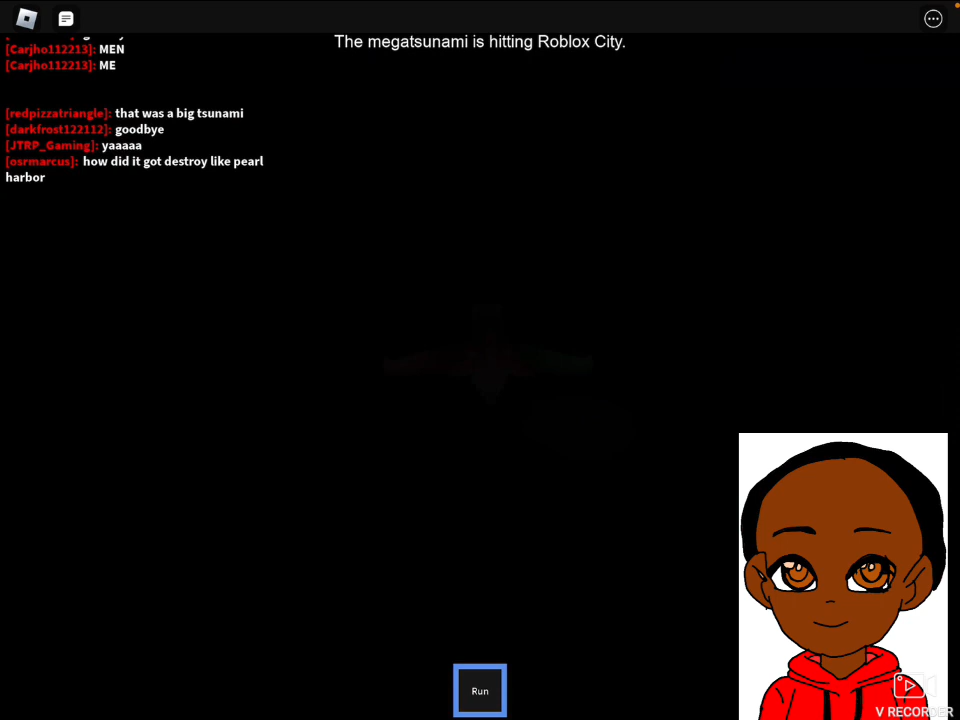 The megatsunami is hitting Roblox City.
[Carjho112213]: MEN
[Carjho112213]: ME
[redpizzatriangle]: that was a big tsunami
[darkfrost122112]: goodbye
[JTRP_Gaming]: yaaaaa
[osrmarcus]: how did it got destroy like pearl
harbor
Run
V RECORDER